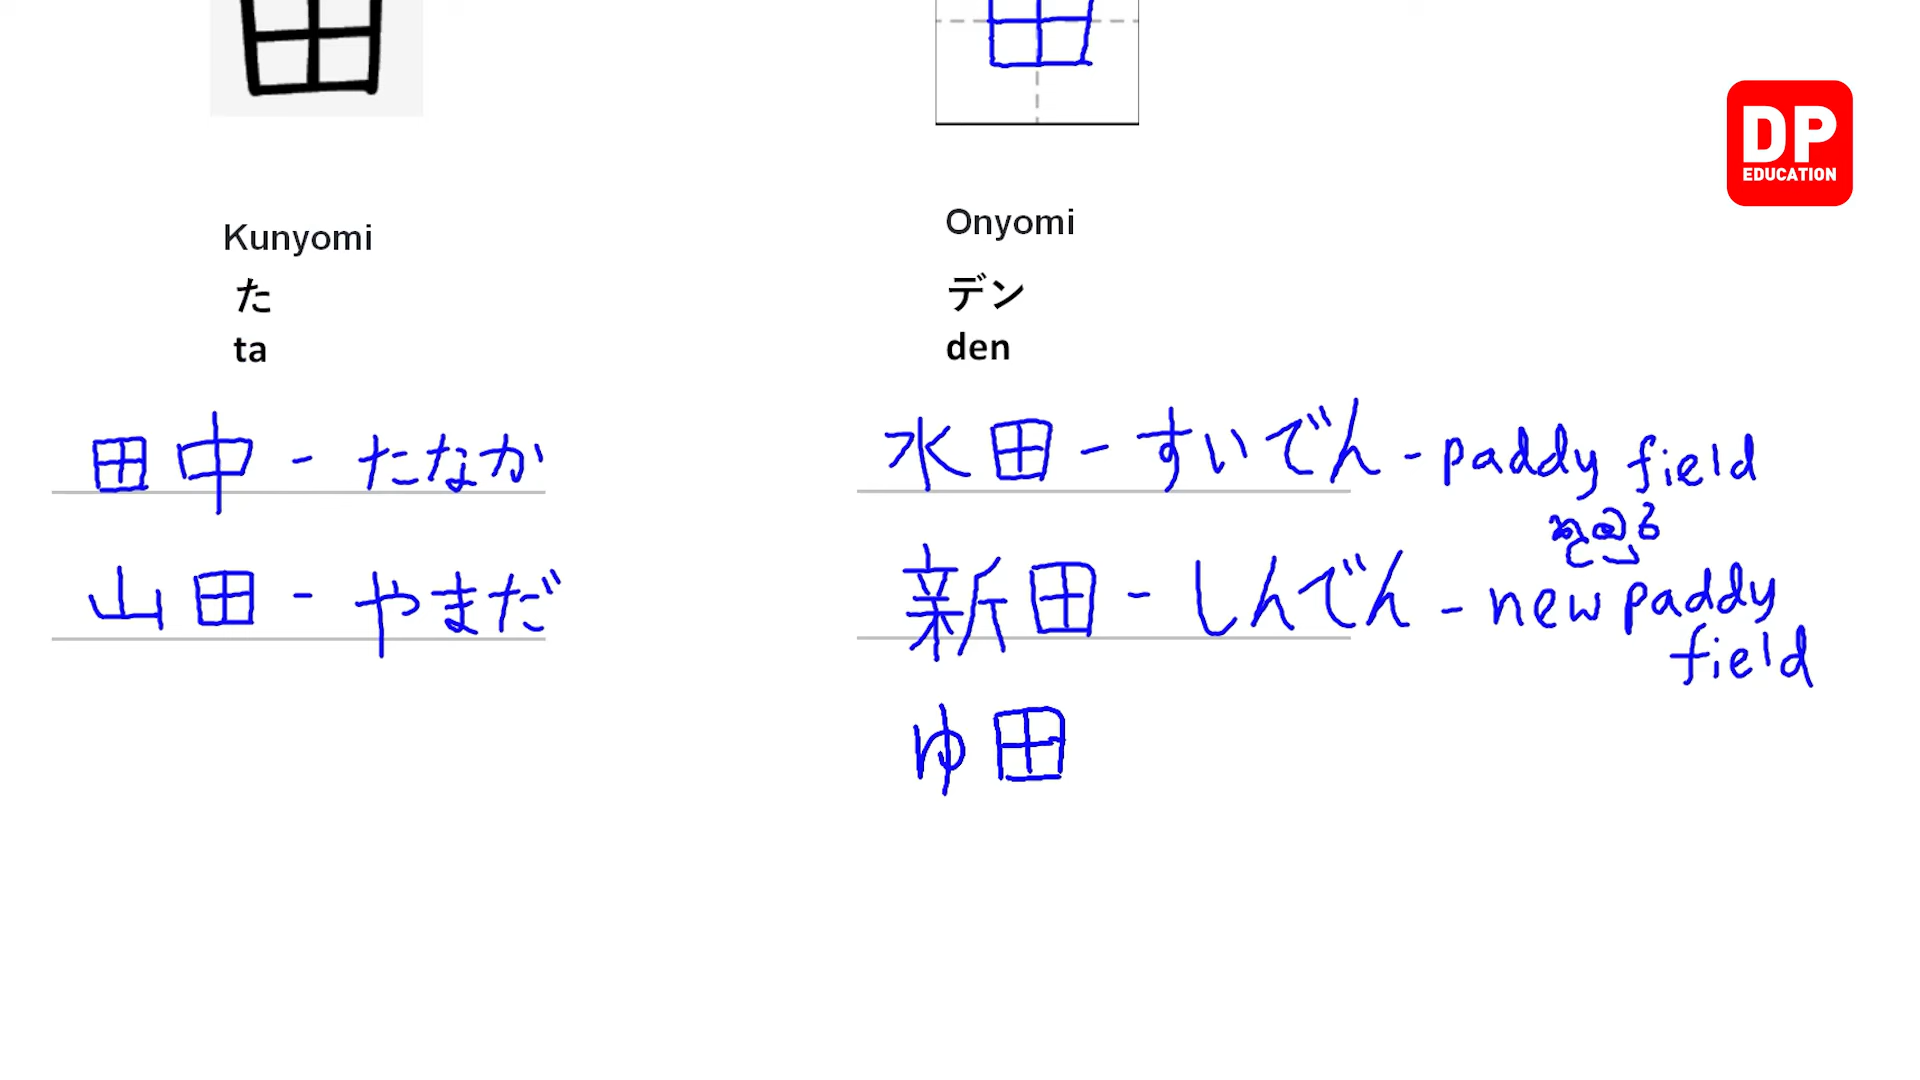 田
田
DP
EDUCATION
Kunyomi
た
ta
田中 - たなか
山田 - やまだ
Onyomi
デン
den
水田 - すいでん - paddy field
新田 - しんでん - new paddy
field
ゆ田